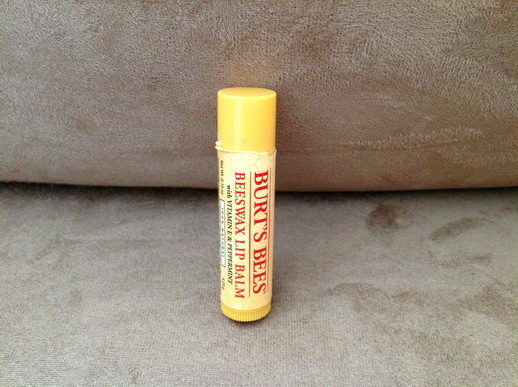 BURT'S BEES
BEESWAX LIP BALM
with VITAMIN E & PEPPERMINT